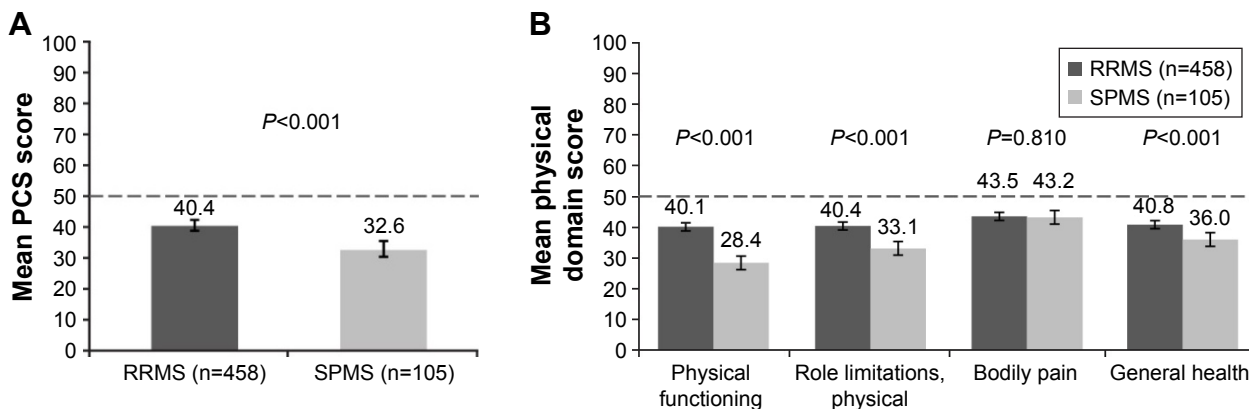 A
Mean PCS score
100
90
80
70
60
50
40
30
20
10
0
P<0.001
40.4
32.6
RRMS (n=458)
SPMS (n=105)
B
Mean physical
domain score
100
90
80
70
60
50
40
30
20
10
0
RRMS (n=458)
SPMS (n=105)
P<0.001
P<0.001
P=0.810
P<0.001
40.1
28.4
40.4
33.1
43.5
43.2
40.8
36.0
Physical
functioning
Role limitations,
physical
Bodily pain
General health